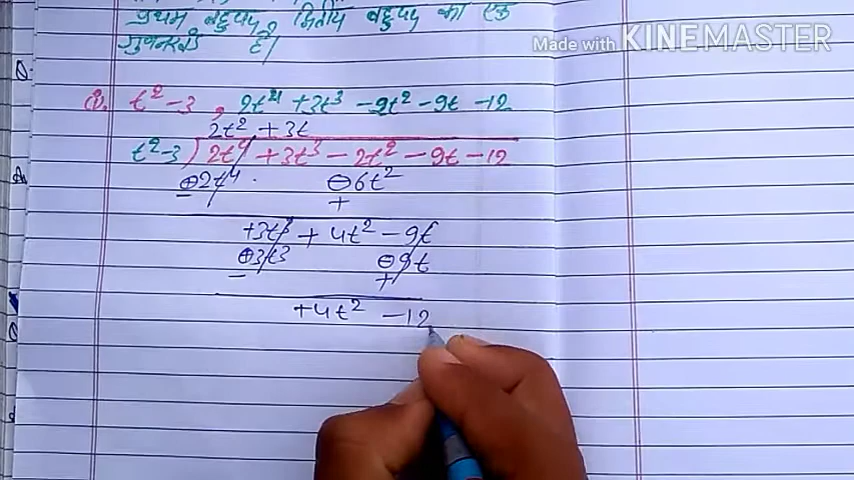 प्रथम बहुपद द्वितीय बहुपद का एक
गुणनखंड है।
Made with KINEMASTER
(i). t² - 3 , 2t⁴ + 3t³ - 2t² - 9t - 12
2t² + 3t
t² - 3 ) 2t⁴ + 3t³ - 2t² - 9t - 12
⊕2t⁴ ⊖6t²
- +
+3t³ + 4t² - 9t
⊕3t³ ⊖9t
- +
+4t² - 12